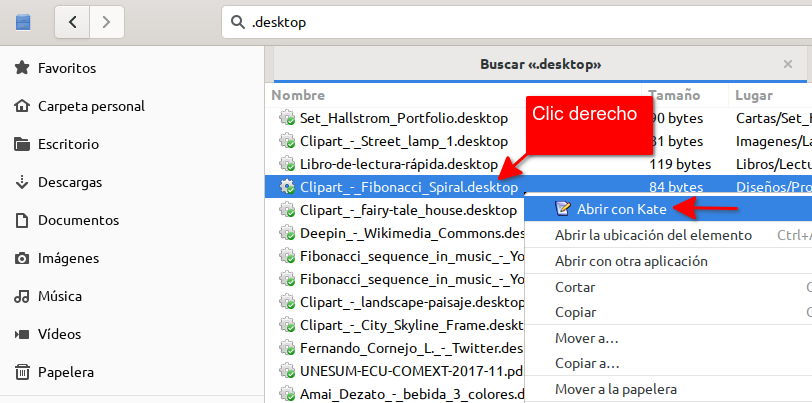 .desktop
Favoritos
Carpeta personal
Escritorio
Descargas
Documentos
Imágenes
Música
Vídeos
Papelera
Buscar «.desktop»
Nombre Tamaño Lugar
Set_Hallstrom_Portfolio.desktop 90 bytes Cartas/Set_H
Clipart_-_Street_lamp_1.desktop 81 bytes Imagenes/La
Libro-de-lectura-rápida.desktop 119 bytes Libros/Lectu
Clipart_-_Fibonacci_Spiral.desktop 84 bytes Diseños/Pro
Clipart_-_fairy-tale_house.desktop
Deepin_-_Wikimedia_Commons.des
Fibonacci_sequence_in_music_-_Yo
Fibonacci_sequence_in_music_-_Yo
Clipart_-_landscape-paisaje.desktop
Clipart_-_City_Skyline_Frame.deskt
Fernando_Cornejo_L._-_Twitter.des
UNESUM-EU-COMEXT-2017-11.pd
Amai_Dezato_-_bebida_3_colores.d
Clic derecho
Abrir con Kate
Abrir la ubicación del elemento Ctrl+A
Abrir con otra aplicación
Cortar
Copiar
Mover a...
Copiar a...
Mover a la papelera